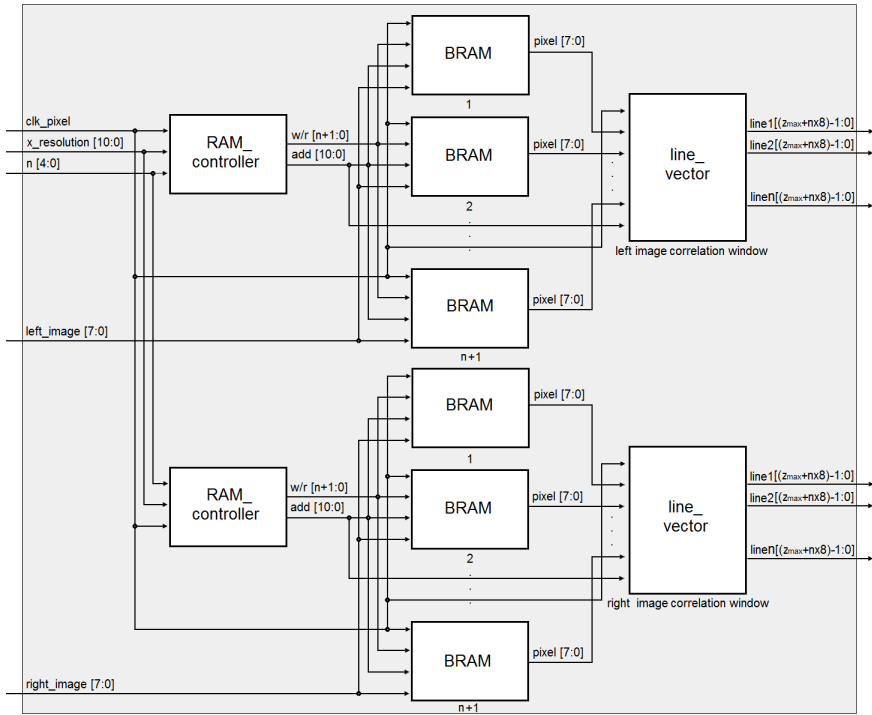 pixel [7:0]
BRAM
1
clk_pixel
x_resolution [10:0]
n [4:0]
RAM_
controller
w/r [n+1:0]
add [10:0]
BRAM
pixel [7:0]
2
.
.
.
.
.
.
line_
vector
line1[(zmax+nx8)-1:0]
line2[(zmax+nx8)-1:0]
linen[(zmax+nx8)-1:0]
left image correlation window
BRAM
pixel [7:0]
n+1
left_image [7:0]
BRAM
pixel [7:0]
1
RAM_
controller
w/r [n+1:0]
add [10:0]
BRAM
pixel [7:0]
2
.
.
.
.
.
.
line_
vector
line1[(zmax+nx8)-1:0]
line2[(zmax+nx8)-1:0]
linen[(zmax+nx8)-1:0]
right image correlation window
BRAM
pixel [7:0]
n+1
right_image [7:0]